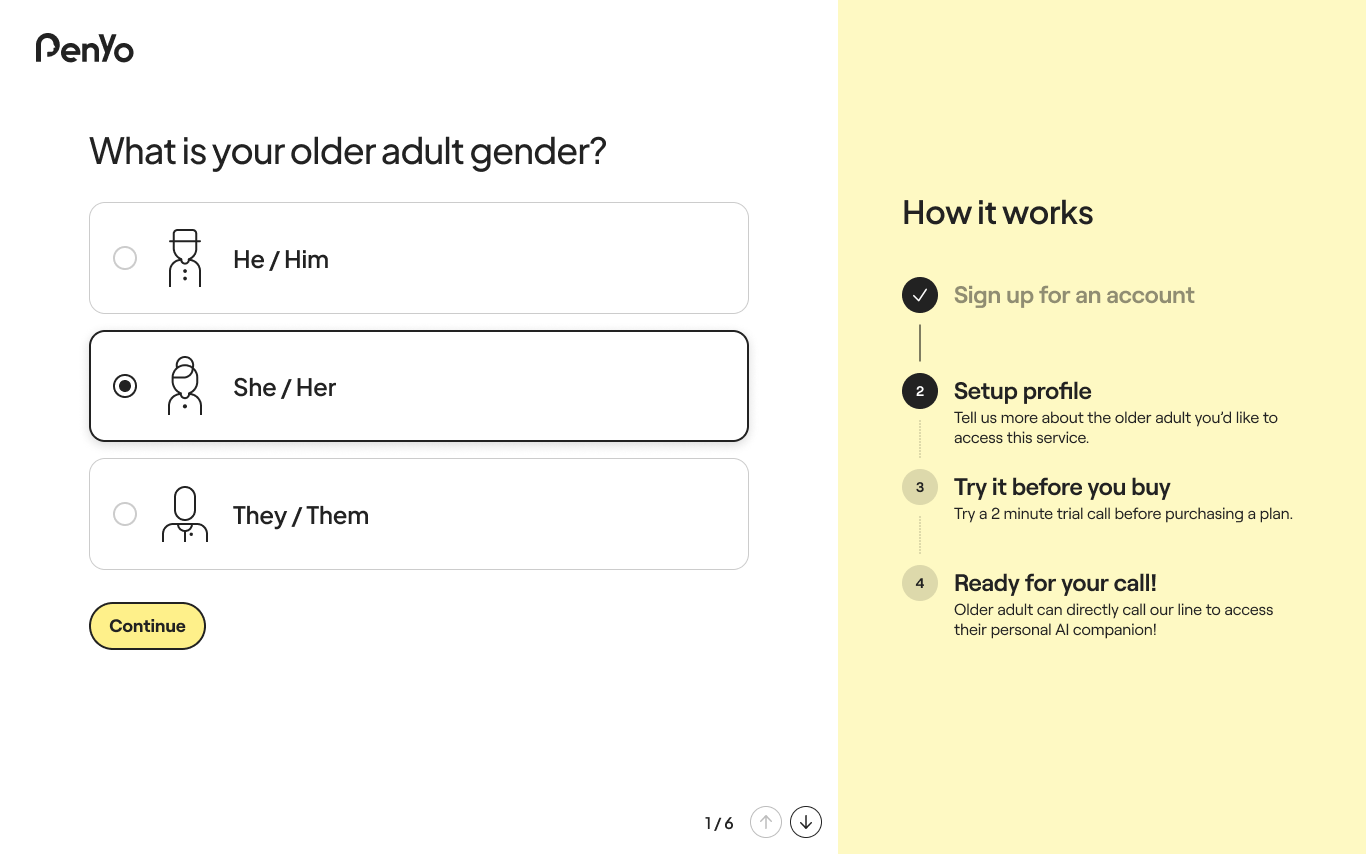 PenYo
What is your older adult gender?
He / Him
She / Her
They / Them
Continue
1 / 6
How it works
Sign up for an account
2
Setup profile
Tell us more about the older adult you’d like to
access this service.
3
Try it before you buy
Try a 2 minute trial call before purchasing a plan.
4
Ready for your call!
Older adult can directly call our line to access
their personal AI companion!